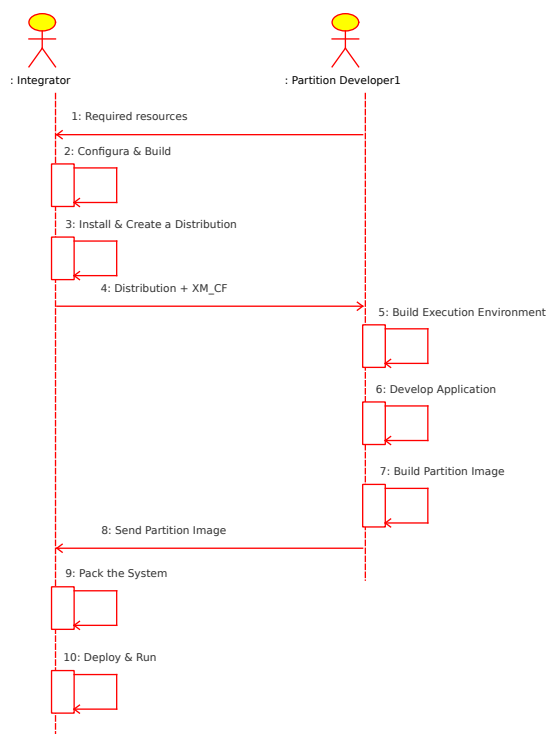 : Integrator
: Partition Developer1
1: Required resources
2: Configura & Build
3: Install & Create a Distribution
4: Distribution + XM_CF
5: Build Execution Environment
6: Develop Application
7: Build Partition Image
8: Send Partition Image
9: Pack the System
10: Deploy & Run